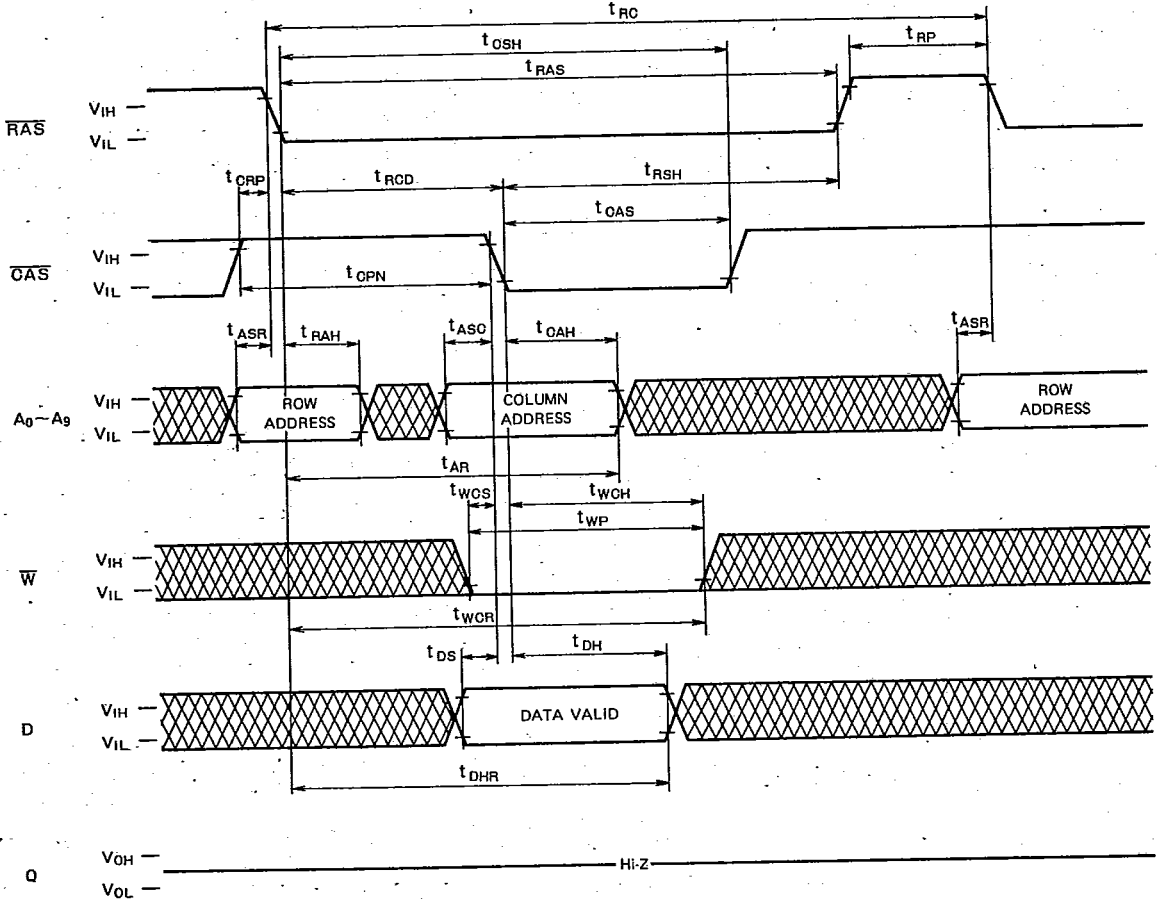 tRC
tCSH
tRP
tRAS
RAS
VIH
VIL
tCRP
tRCD
tRSH
tCAS
CAS
VIH
VIL
tCPN
tASR
tRAH
tASC
tCAH
tASR
A0~A9
VIH
VIL
ROW ADDRESS
COLUMN ADDRESS
ROW ADDRESS
tAR
tWCS
tWCH
tWP
W
VIH
VIL
tWCR
tDS
tDH
D
VIH
VIL
DATA VALID
tDHR
Q
VOH
VOL
Hi-Z